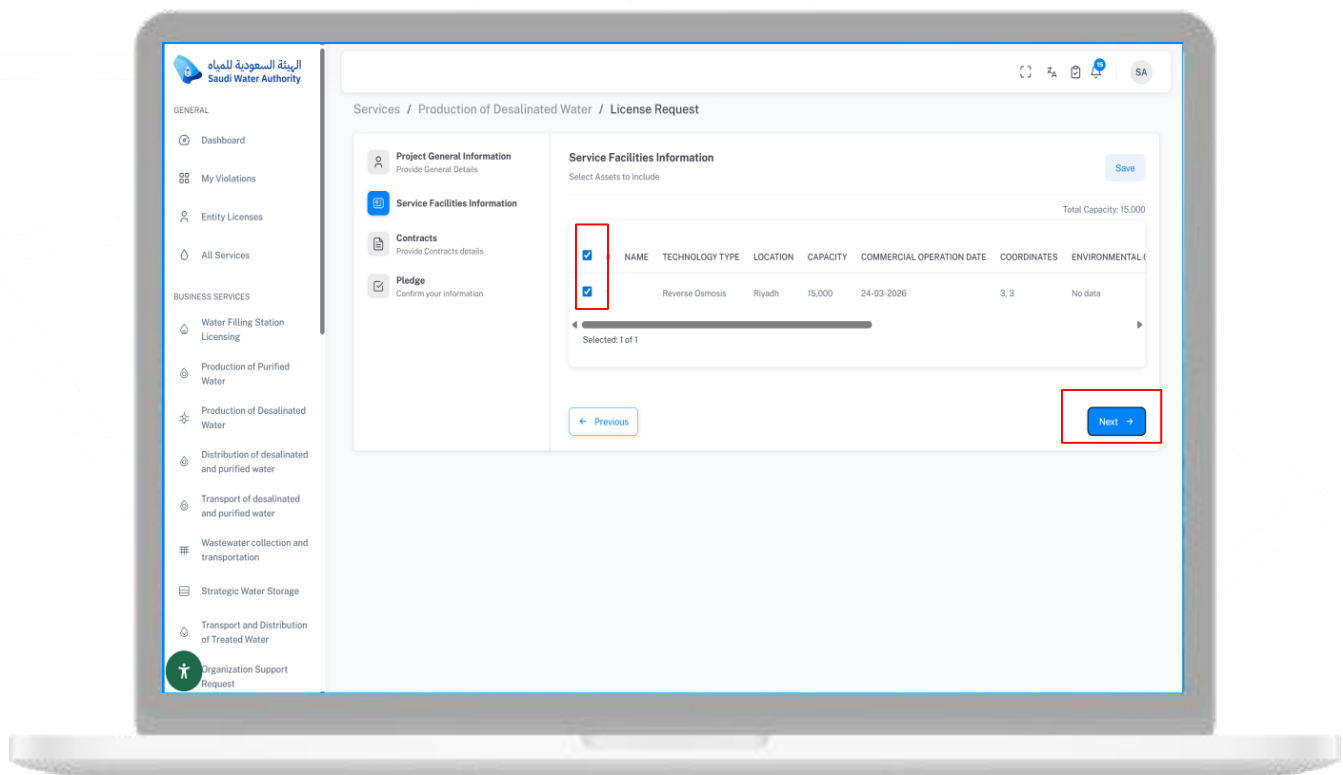 الهيئة السعودية للمياه
Saudi Water Authority
GENERAL
Dashboard
My Violations
Entity Licenses
All Services
BUSINESS SERVICES
Water Filling Station
Licensing
Production of Purified
Water
Production of Desalinated
Water
Distribution of desalinated
and purified water
Transport of desalinated
and purified water
Wastewater collection and
transportation
Strategic Water Storage
Transport and Distribution
of Treated Water
Organization Support
Request
15
SA
Services / Production of Desalinated Water / License Request
Project General Information
Provide General Details
Service Facilities Information
Contracts
Provide Contracts details
Pledge
Confirm your information
Service Facilities Information
Select Assets to Include
Save
Total Capacity: 15,000
NAME TECHNOLOGY TYPE LOCATION CAPACITY COMMERCIAL OPERATION DATE COORDINATES ENVIRONMENTAL
Reverse Osmosis Riyadh 15,000 24-03-2026 3, 3 No data
Selected: 1 of 1
← Previous
Next →